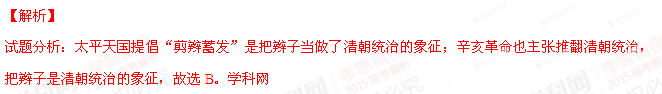 【解析】
试题分析：太平天国提倡“剪辫蓄发”是把辫子当做了清朝统治的象征；辛亥革命也主张推翻清朝统治，
把辫子是清朝统治的象征，故选 B。学科网